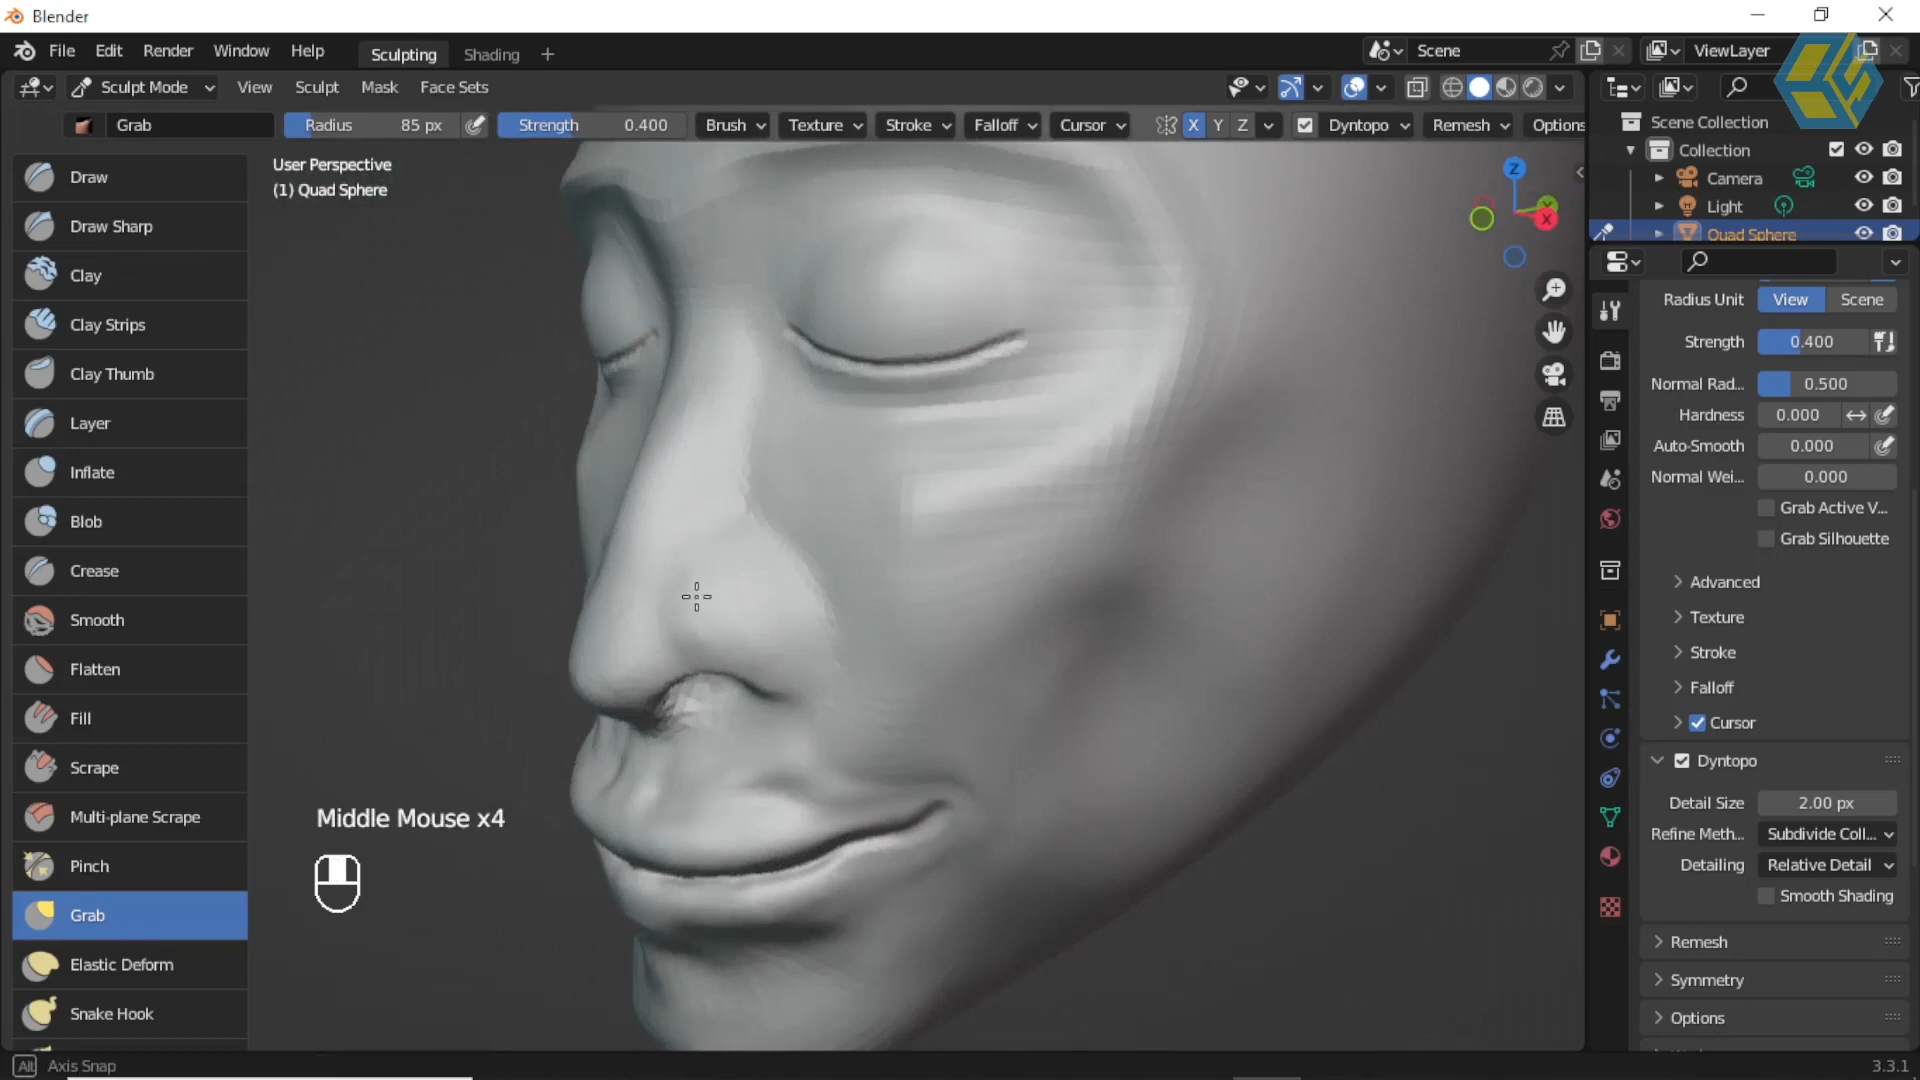 Blender
File Edit Render Window Help Sculpting Shading + Scene ViewLayer
Sculpt Mode View Sculpt Mask Face Sets
Grab Radius 85 px Strength 0.400 Brush Texture Stroke Falloff Cursor X Y Z Dyntopo Remesh Options
User Perspective
(1) Quad Sphere
Draw
Draw Sharp
Clay
Clay Strips
Clay Thumb
Layer
Inflate
Blob
Crease
Smooth
Flatten
Fill
Scrape
Multi-plane Scrape
Pinch
Grab
Elastic Deform
Snake Hook
Middle Mouse x4
Z
Y
X
Scene Collection
Collection
Camera
Light
Quad Sphere
Radius Unit View Scene
Strength 0.400
Normal Rad... 0.500
Hardness 0.000
Auto-Smooth 0.000
Normal Wei... 0.000
Grab Active V...
Grab Silhouette
Advanced
Texture
Stroke
Falloff
Cursor
Dyntopo
Detail Size 2.00 px
Refine Meth... Subdivide Coll...
Detailing Relative Detail
Smooth Shading
Remesh
Symmetry
Options
Alt Axis Snap
3.3.1